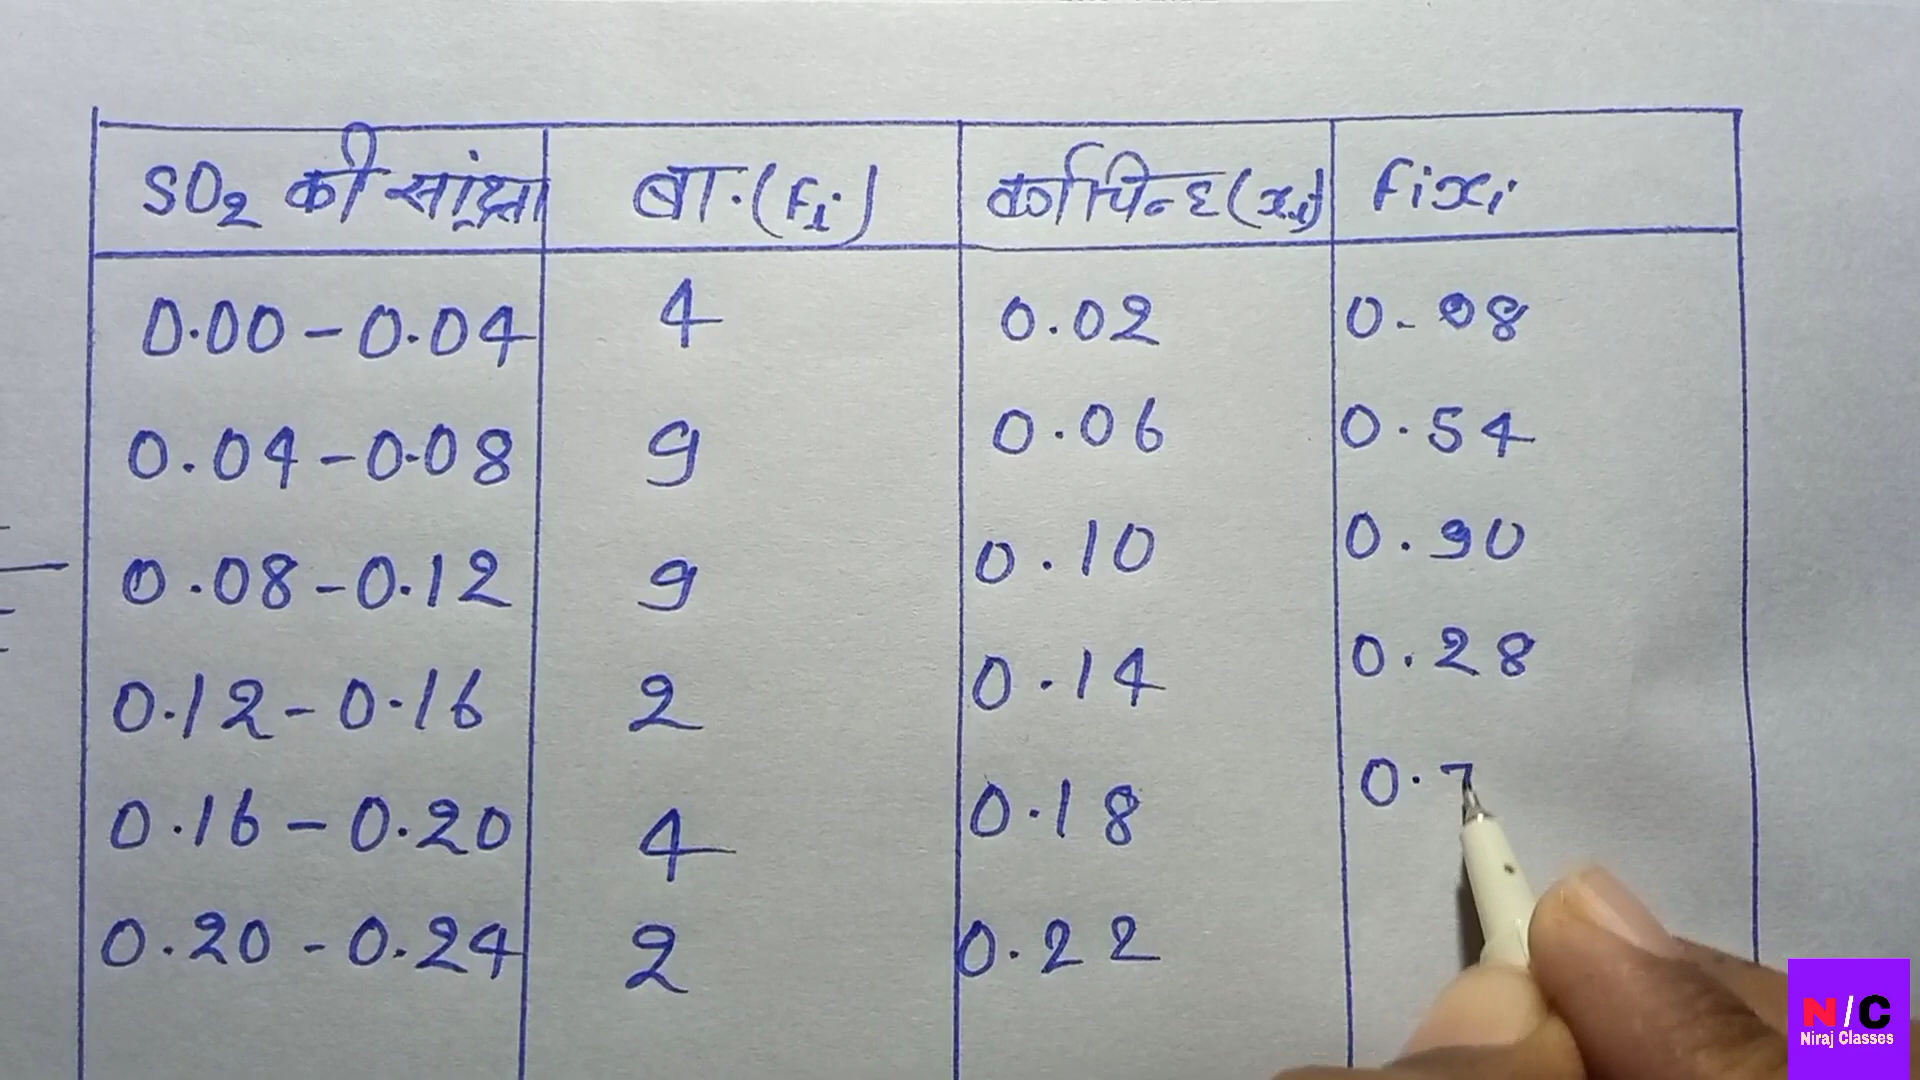 SO2 की सांद्रता बा.(fi) वर्गचिन्ह(xi) fixi
0.00-0.04 4 0.02 0.08
0.04-0.08 9 0.06 0.54
0.08-0.12 9 0.10 0.90
0.12-0.16 2 0.14 0.28
0.16-0.20 4 0.18 0.7
0.20-0.24 2 0.22
N/C
Niraj Classes